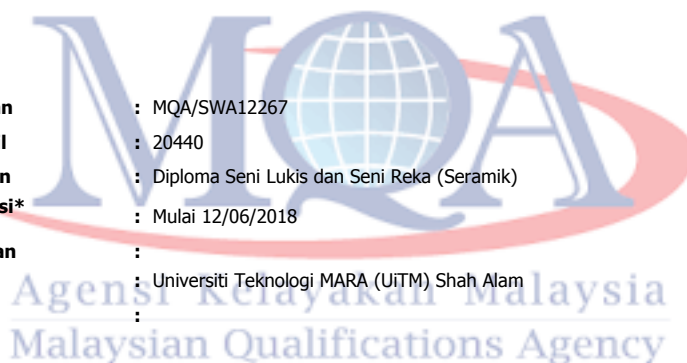 MQA
an : MQA/SWA12267
l : 20440
n : Diploma Seni Lukis dan Seni Reka (Seramik)
si* : Mulai 12/06/2018
an :
: Universiti Teknologi MARA (UiTM) Shah Alam
:
Agensi Kelayakan Malaysia
Malaysian Qualifications Agency